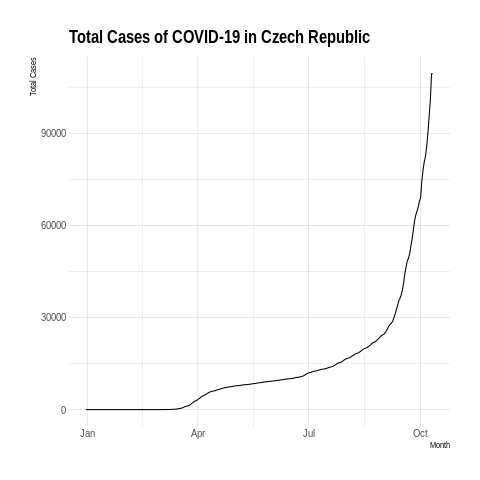 Total Cases of COVID-19 in Czech Republic
Total Cases
90000
60000
30000
0
Jan Apr Jul Oct
Month